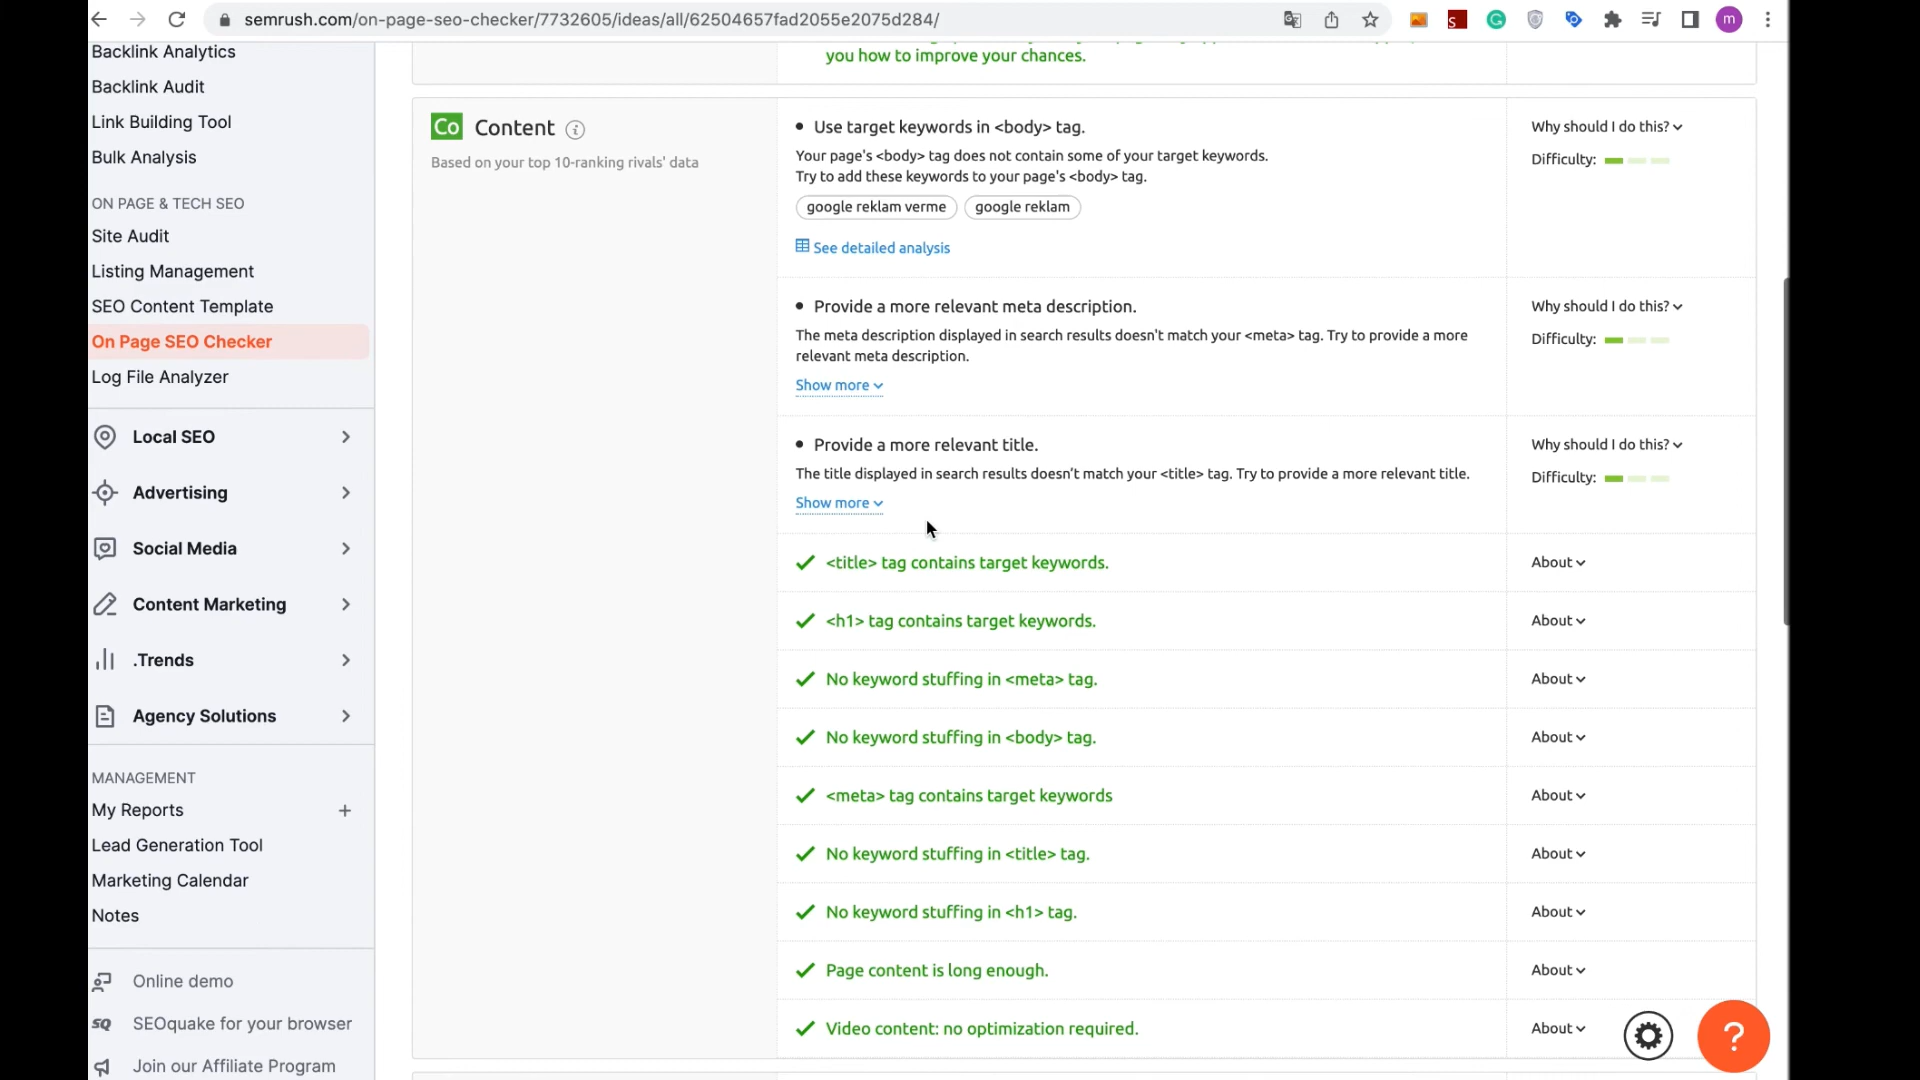 semrush.com/on-page-seo-checker/7732605/ideas/all/62504657fad2055e2075d284/
S
G
m
Backlink Analytics
Backlink Audit
Link Building Tool
Bulk Analysis
ON PAGE & TECH SEO
Site Audit
Listing Management
SEO Content Template
On Page SEO Checker
Log File Analyzer
Local SEO
Advertising
Social Media
Content Marketing
.Trends
Agency Solutions
MANAGEMENT
My Reports +
Lead Generation Tool
Marketing Calendar
Notes
Online demo
SQ SEOquake for your browser
Join our Affiliate Program
you how to improve your chances.
Co Content i
Based on your top 10-ranking rivals' data
• Use target keywords in <body> tag.
Your page's <body> tag does not contain some of your target keywords.
Try to add these keywords to your page's <body> tag.
google reklam verme google reklam
See detailed analysis
Why should I do this?
Difficulty:
• Provide a more relevant meta description.
The meta description displayed in search results doesn't match your <meta> tag. Try to provide a more
relevant meta description.
Show more
Why should I do this?
Difficulty:
• Provide a more relevant title.
The title displayed in search results doesn't match your <title> tag. Try to provide a more relevant title.
Show more
Why should I do this?
Difficulty:
<title> tag contains target keywords. About
<h1> tag contains target keywords. About
No keyword stuffing in <meta> tag. About
No keyword stuffing in <body> tag. About
<meta> tag contains target keywords About
No keyword stuffing in <title> tag. About
No keyword stuffing in <h1> tag. About
Page content is long enough. About
Video content: no optimization required. About
?